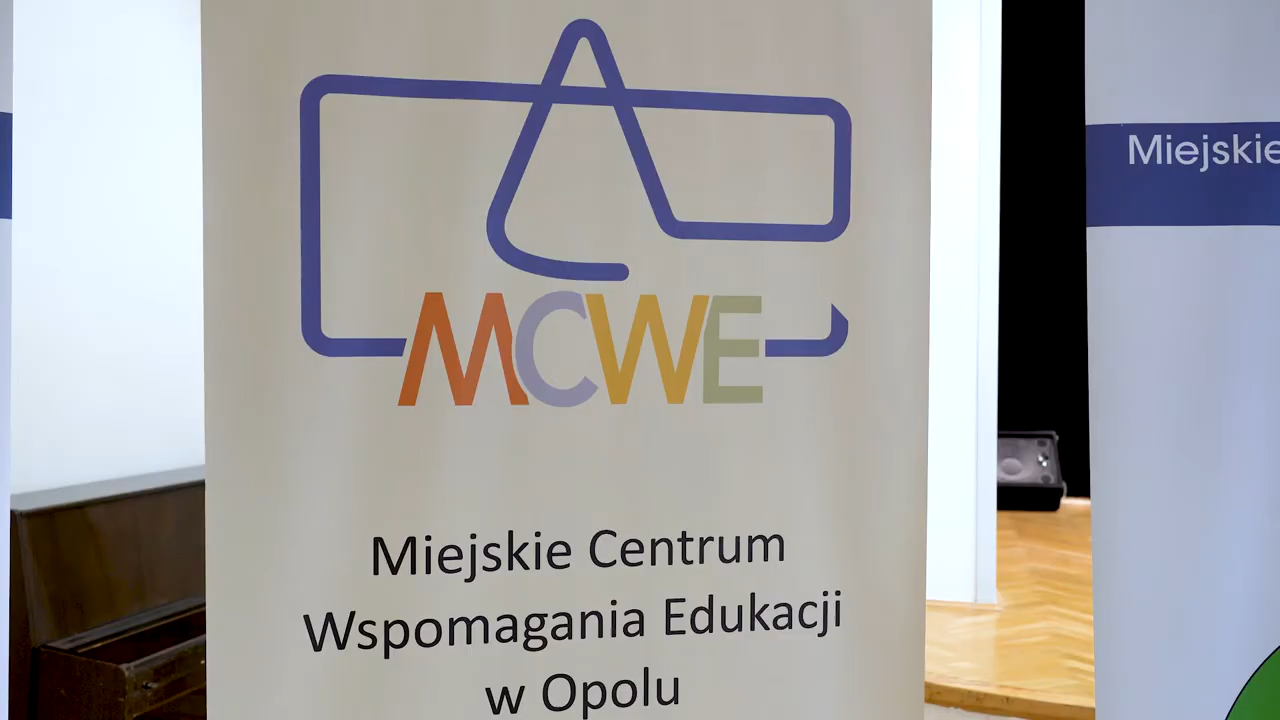 MCWE
Miejskie Centrum
Wspomagania Edukacji
w Opolu
Miejskie